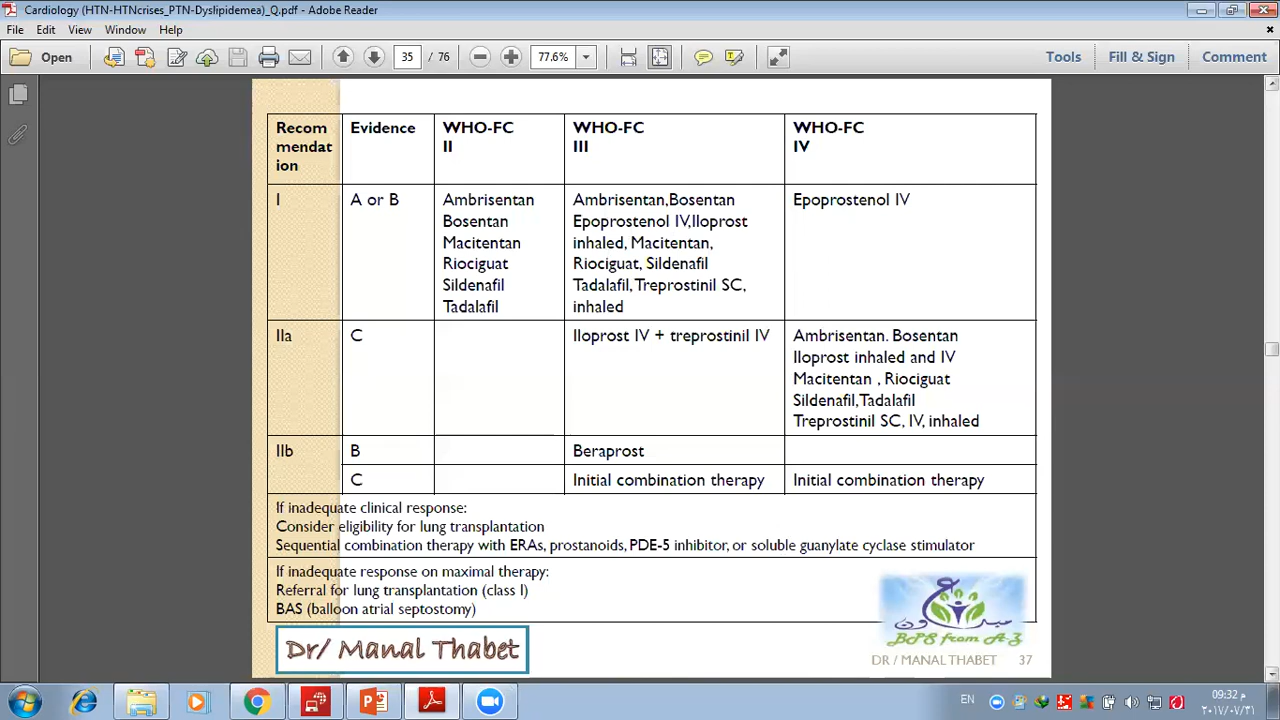 Cardiology (HTN-HTNcrises_PTN-Dyslipidemea)_Q.pdf - Adobe Reader
File Edit View Window Help
Open 35 / 76 77.6% Tools Fill & Sign Comment
Recom
mendat
ion
Evidence
WHO-FC
II
WHO-FC
III
WHO-FC
IV
I
A or B
Ambrisentan
Bosentan
Macitentan
Riociguat
Sildenafil
Tadalafil
Ambrisentan,Bosentan
Epoprostenol IV,Iloprost
inhaled, Macitentan,
Riociguat, Sildenafil
Tadalafil, Treprostinil SC,
inhaled
Epoprostenol IV
IIa
C
Iloprost IV + treprostinil IV
Ambrisentan. Bosentan
Iloprost inhaled and IV
Macitentan , Riociguat
Sildenafil,Tadalafil
Treprostinil SC, IV, inhaled
IIb
B
Beraprost
C
Initial combination therapy
Initial combination therapy
If inadequate clinical response:
Consider eligibility for lung transplantation
Sequential combination therapy with ERAs, prostanoids, PDE-5 inhibitor, or soluble guanylate cyclase stimulator
If inadequate response on maximal therapy:
Referral for lung transplantation (class I)
BAS (balloon atrial septostomy)
BPS from A-Z
Dr/ Manal Thabet
DR / MANAL THABET 37
EN
09:32 م
٢٠١٧/٠٧/٣١